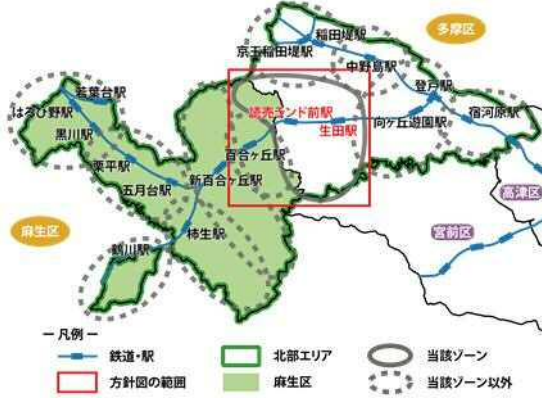 多摩区
稲田堤駅
京王稲田堤駅
中野島駅
登戸駅
宿河原駅
若葉台駅
はるひ野駅
読売ランド前駅
生田駅
向ヶ丘遊園駅
黒川駅
百合ヶ丘駅
栗平駅
新百合ヶ丘駅
五月台駅
高津区
麻生区
柿生駅
宮前区
鶴川駅
― 凡例 ―
鉄道・駅
北部エリア
当該ゾーン
方針図の範囲
麻生区
当該ゾーン以外